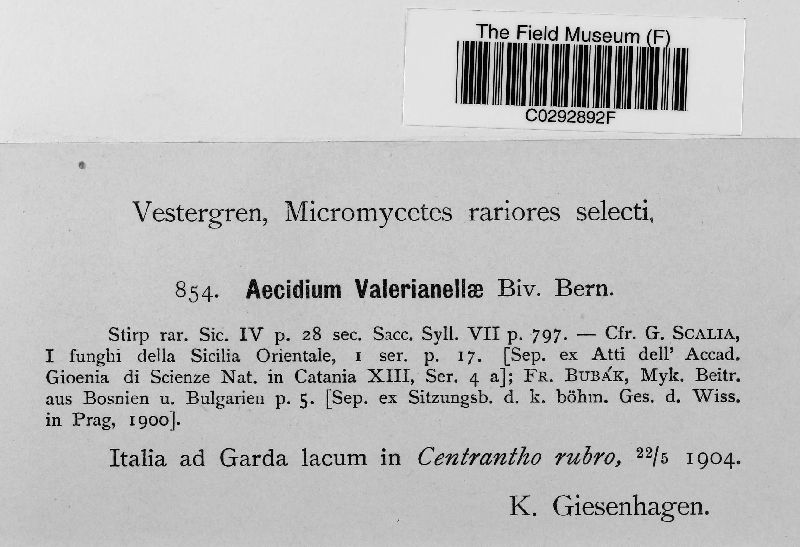 The Field Museum (F)
C0292892F
Vestergren, Micromycetes rariores selecti,
854. Aecidium Valerianellæ Biv. Bern.
Stirp rar. Sic. IV p. 28 sec. Sacc. Syll. VII p. 797. — Cfr. G. SCALIA,
I funghi della Sicilia Orientale, 1 ser. p. 17. [Sep. ex Atti dell' Accad.
Gioenia di Scienze Nat. in Catania XIII, Ser. 4 a]; FR. BUBÁK, Myk. Beitr.
aus Bosnien u. Bulgarien p. 5. [Sep. ex Sitzungsb. d. k. böhm. Ges. d. Wiss.
in Prag, 1900].
Italia ad Garda lacum in Centrantho rubro, 22/5 1904.
K. Giesenhagen.